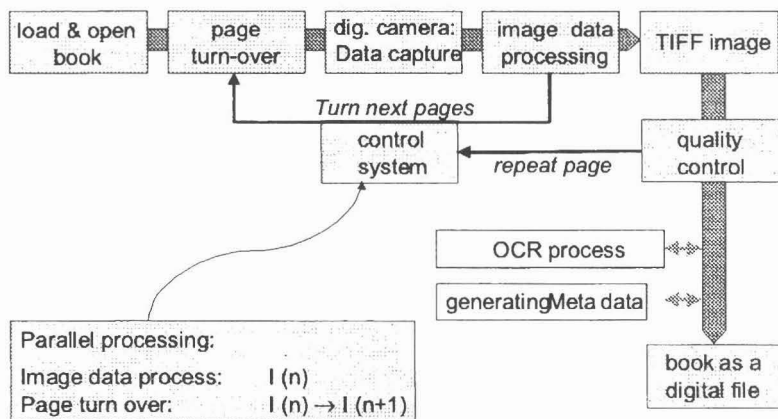 load & open
book
page
turn-over
dig. camera:
Data capture
image data
processing
TIFF image
Turn next pages
control
system
repeat page
quality
control
OCR process
generating Meta data
Parallel processing:
Image data process: I (n)
Page turn over: I (n) → I (n+1)
book as a
digital file